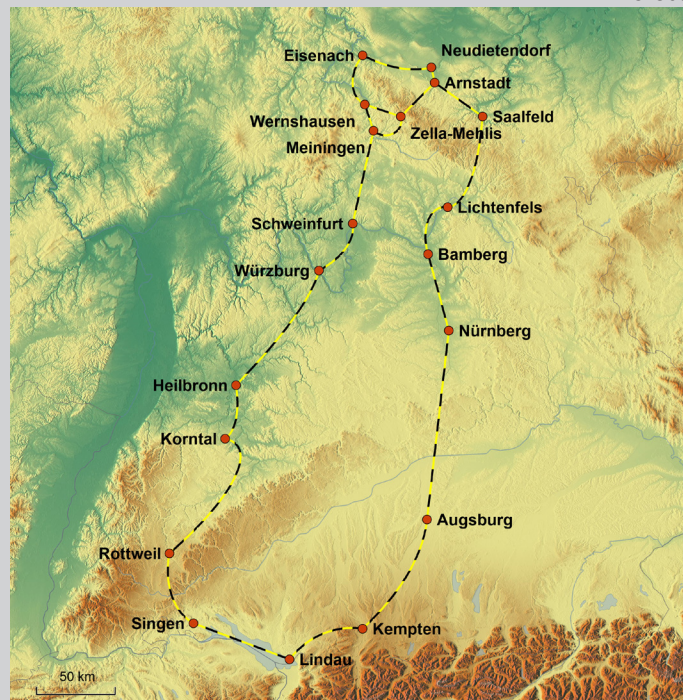 Eisenach
Neudietendorf
Arnstadt
Wernshausen
Saalfeld
Zella-Mehlis
Meiningen
Lichtenfels
Schweinfurt
Bamberg
Würzburg
Nürnberg
Heilbronn
Korntal
Augsburg
Rottweil
Singen
Kempten
Lindau
50 km